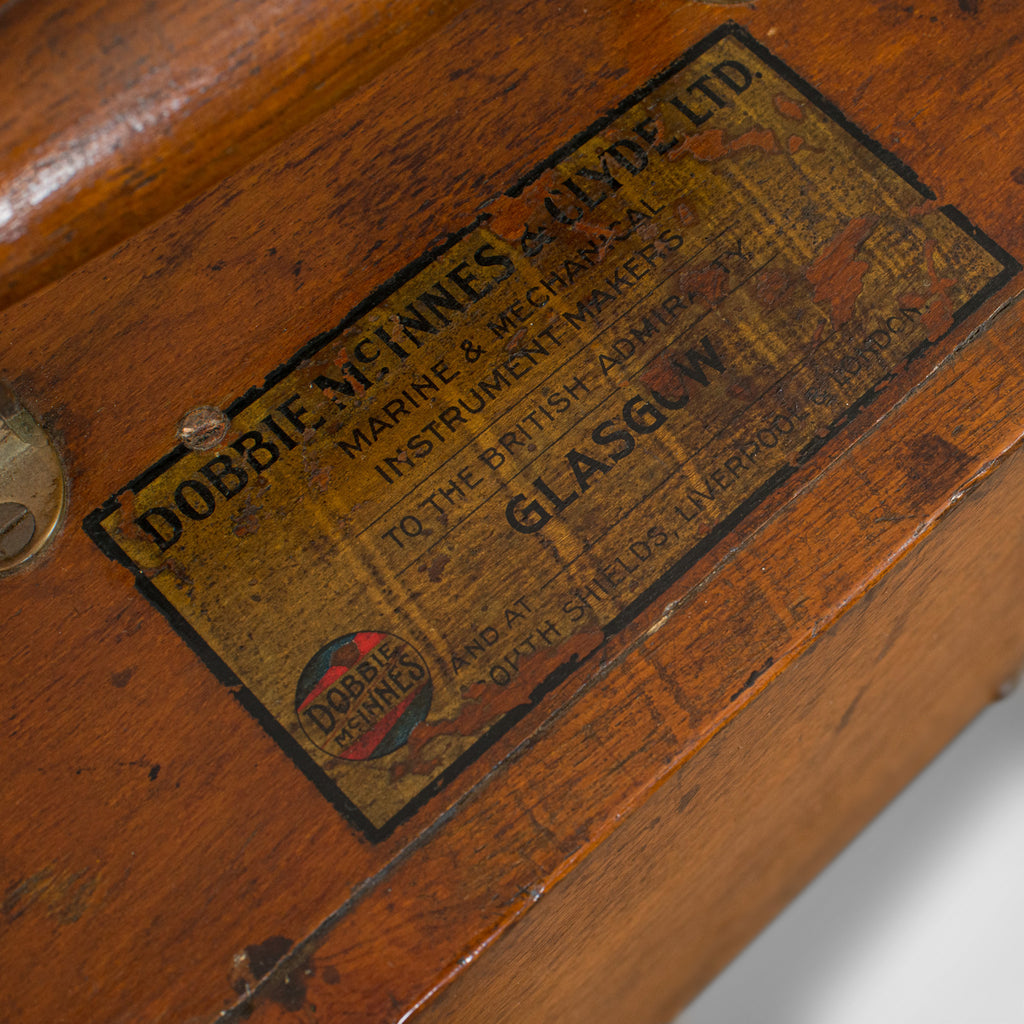 DOBBIE McINNES & CLYDE LTD.
MARINE & MECHANICAL
INSTRUMENT MAKERS
TO THE BRITISH ADMIRALTY
GLASGOW
AND AT
SOUTH SHIELDS, LIVERPOOL & LONDON
DOBBIE
McINNES